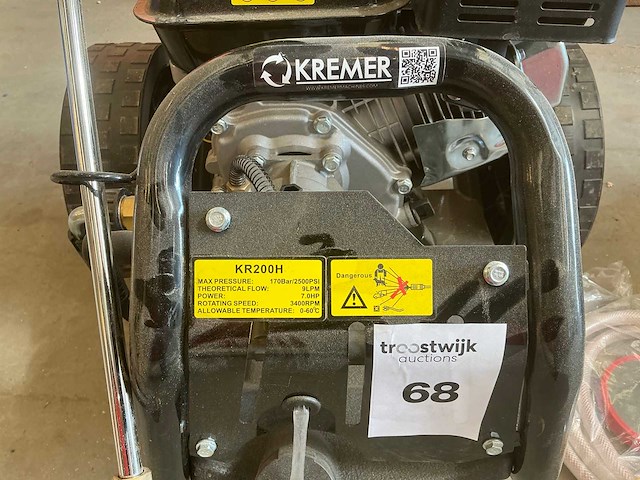 KREMER
KR200H
MAX PRESSURE: 170Bar/2500PSI
THEORETICAL FLOW: 9LPM
POWER: 7.0HP
ROTATING SPEED: 3400RPM
ALLOWABLE TEMPERATURE: 0-60℃
Dangerous
troostwijk
auctions
68